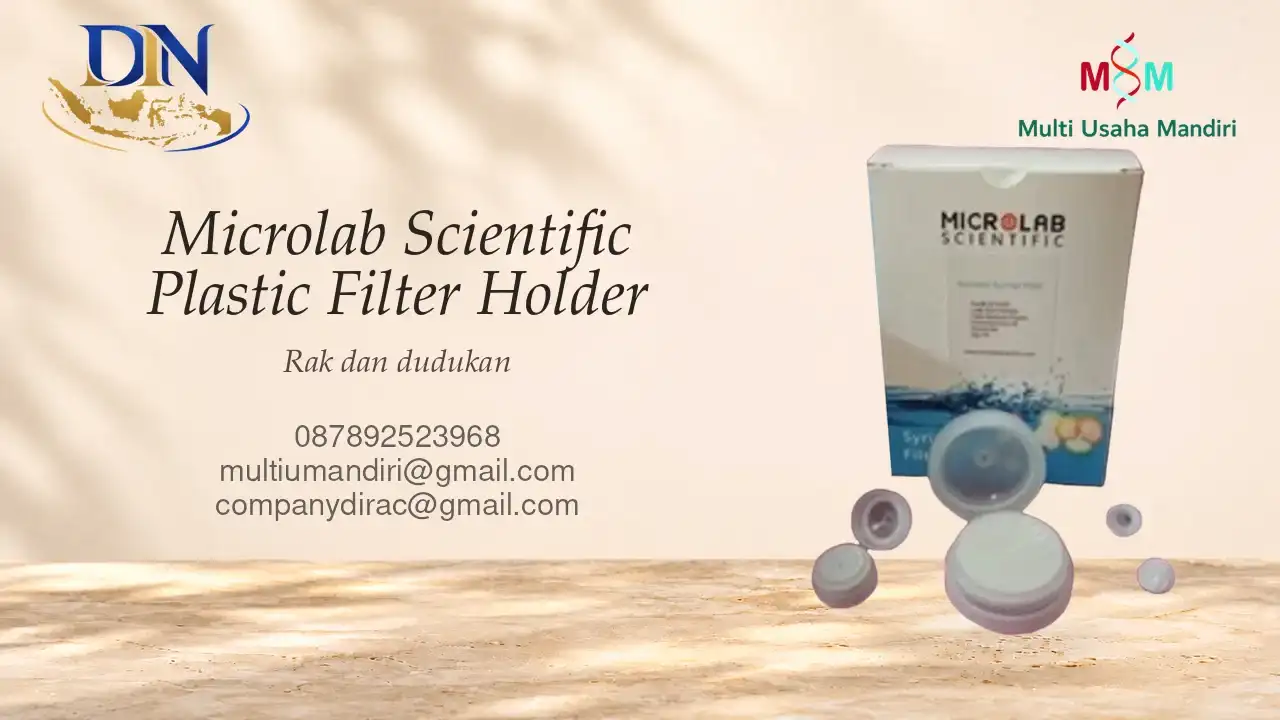 DIN
M M
Multi Usaha Mandiri
MICROLAB
SCIENTIFIC
Microlab Scientific
Plastic Filter Holder
Rak dan dudukan
087892523968
multiumandiri@gmail.com
companydirac@gmail.com